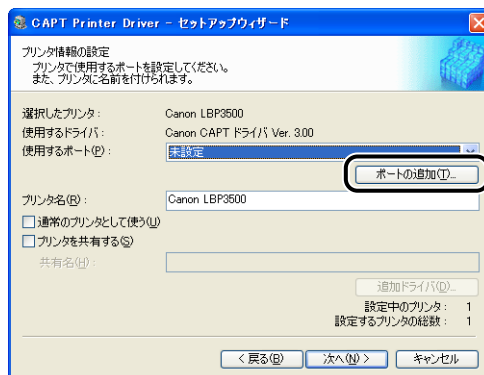 CAPT Printer Driver - セットアップウィザード
プリンタ情報の設定
プリンタで使用するポートを設定してください。
また、プリンタに名前を付けられます。
選択したプリンタ: Canon LBP3500
使用するドライバ: Canon CAPT ドライバ Ver. 3.00
使用するポート(P): 未設定
ポートの追加(T)...
プリンタ名(R): Canon LBP3500
通常のプリンタとして使う(U)
プリンタを共有する(S)
共有名(H):
追加ドライバ(D)...
設定中のプリンタ: 1
設定するプリンタの総数: 1
< 戻る(B) 次へ(N) > キャンセル